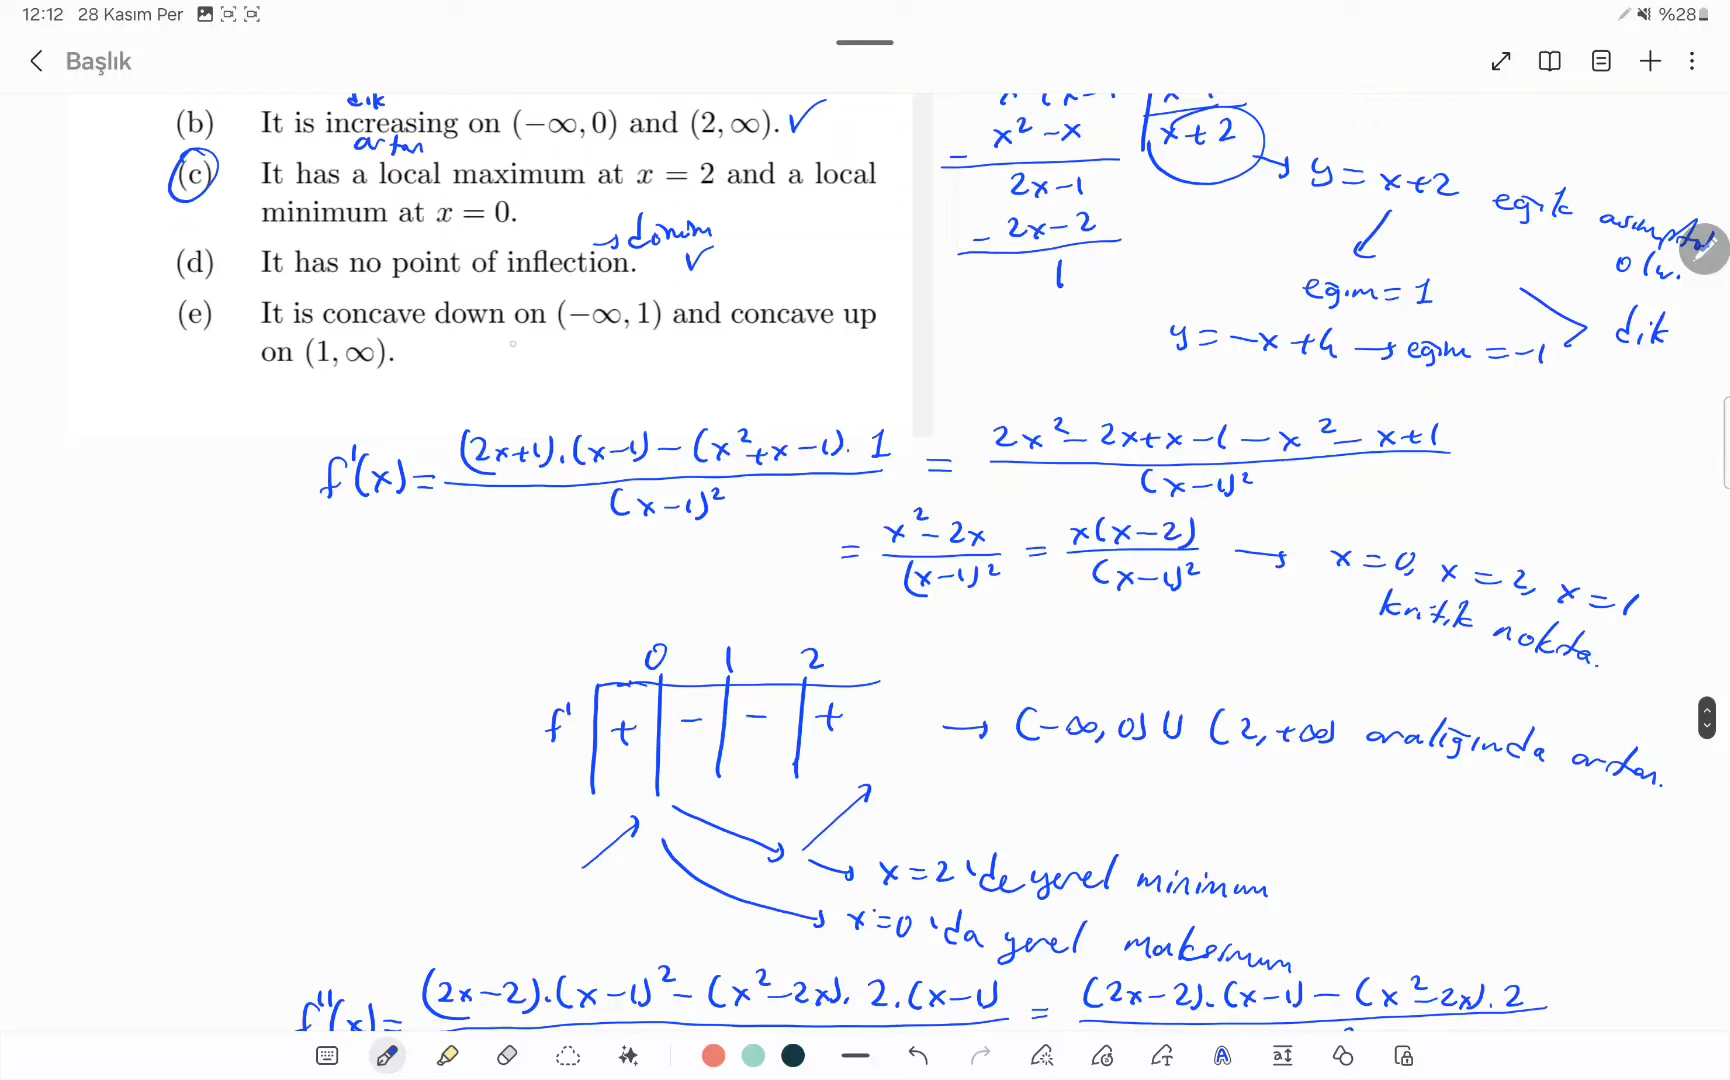 12:12 28 Kasım Per %28
Başlık
dik
(b) It is increasing on (−∞, 0) and (2, ∞). ✓
artan
(c) It has a local maximum at x = 2 and a local
minimum at x = 0.
→ dönüm
(d) It has no point of inflection. ✓
(e) It is concave down on (−∞, 1) and concave up
on (1, ∞).
x² − x | x + 2
2x − 1
− 2x − 2
1
→ y = x + 2 eğik asimptot
olur.
eğim = 1
y = −x + 4 → eğim = −1 > dik
f'(x) = (2x+1).(x−1) − (x²+x−1).1 / (x−1)² = 2x² − 2x + x − 1 − x² − x + 1 / (x−1)²
= x² − 2x / (x−1)² = x(x−2) / (x−1)² → x = 0, x = 2, x = 1
kritik nokta.
0 1 2
f' + − − + → (−∞, 0) U (2, +∞) aralığında artan.
→ x = 2 'de yerel minimum
→ x = 0 'da yerel maksimum
f''(x) = (2x−2).(x−1)² − (x²−2x).2.(x−1) = (2x−2).(x−1) − (x²−2x).2